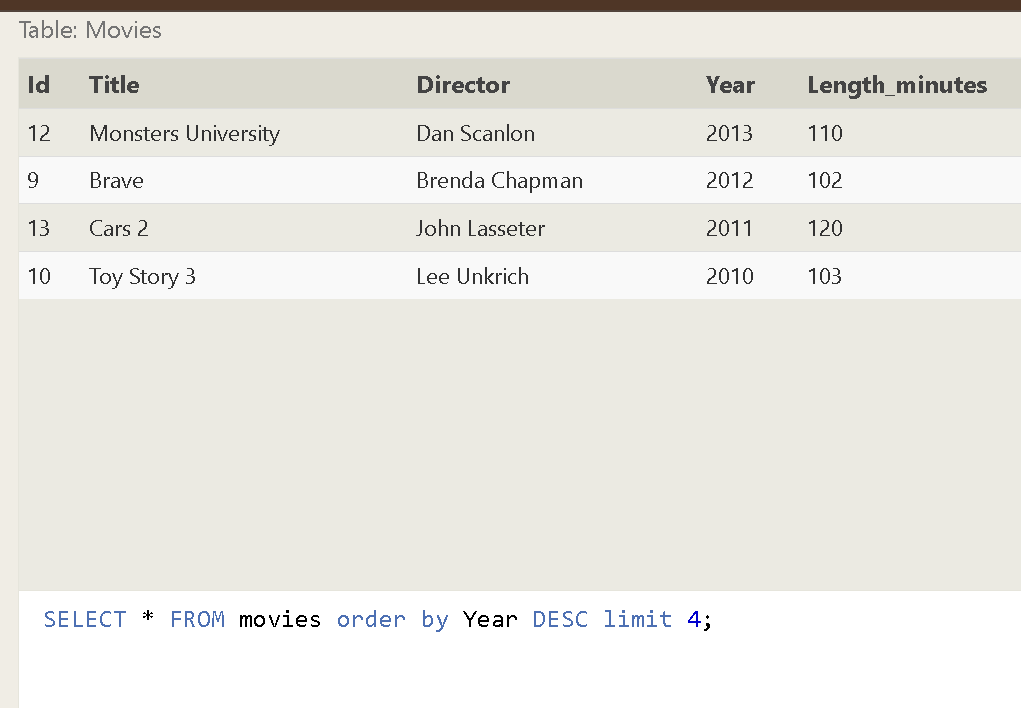 Table: Movies
Id Title Director Year Length_minutes
12 Monsters University Dan Scanlon 2013 110
9 Brave Brenda Chapman 2012 102
13 Cars 2 John Lasseter 2011 120
10 Toy Story 3 Lee Unkrich 2010 103
SELECT * FROM movies order by Year DESC limit 4;